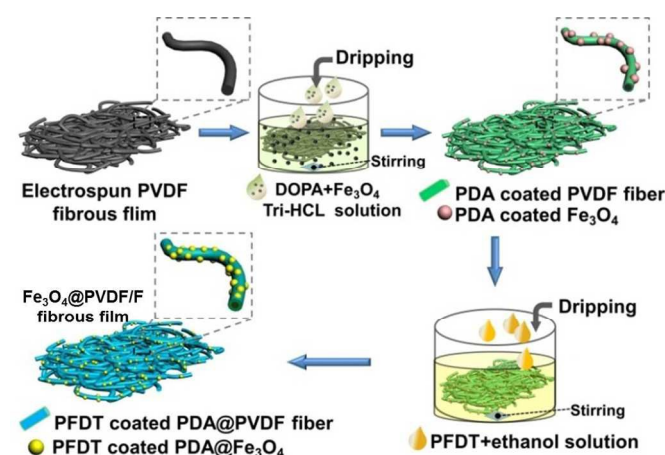 Dripping
Stirring
Electrospun PVDF
fibrous flim
DOPA+Fe₃O₄
Tri-HCL solution
PDA coated PVDF fiber
PDA coated Fe₃O₄
Fe₃O₄@PVDF/F
fibrous film
Dripping
Stirring
PFDT coated PDA@PVDF fiber
PFDT coated PDA@Fe₃O₄
PFDT+ethanol solution